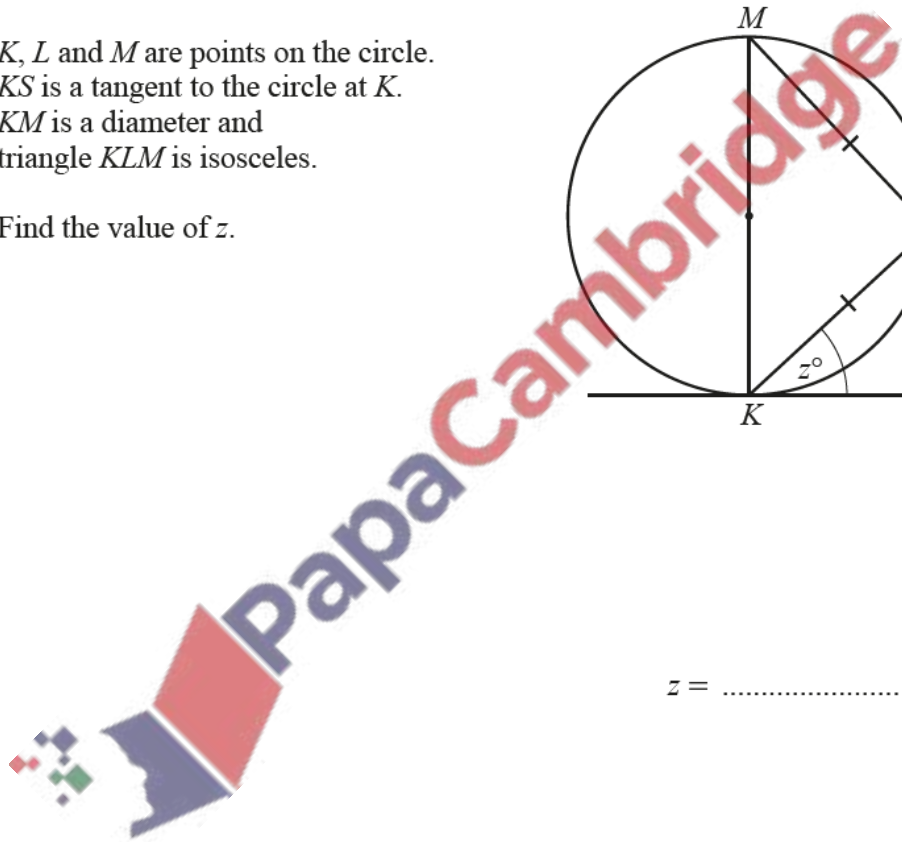 K, L and M are points on the circle.
KS is a tangent to the circle at K.
KM is a diameter and
triangle KLM is isosceles.
Find the value of z.
M
z°
K
z = ......................
PapaCambridge